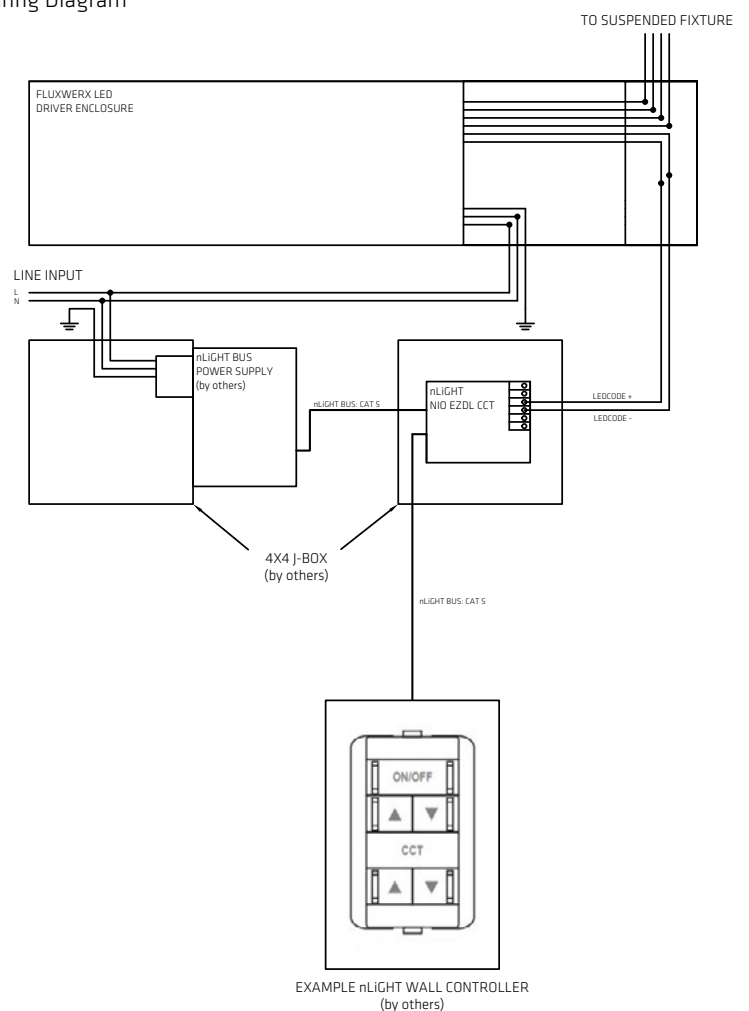 TO SUSPENDED FIXTURE
FLUXWERX LED
DRIVER ENCLOSURE
LINE INPUT
L
N
nLiGHT BUS
POWER SUPPLY
(by others)
nLiGHT BUS: CAT 5
nLiGHT
NIO EZDL CCT
LEDCODE +
LEDCODE -
4X4 J-BOX
(by others)
nLiGHT BUS: CAT 5
ON/OFF
CCT
EXAMPLE nLiGHT WALL CONTROLLER
(by others)